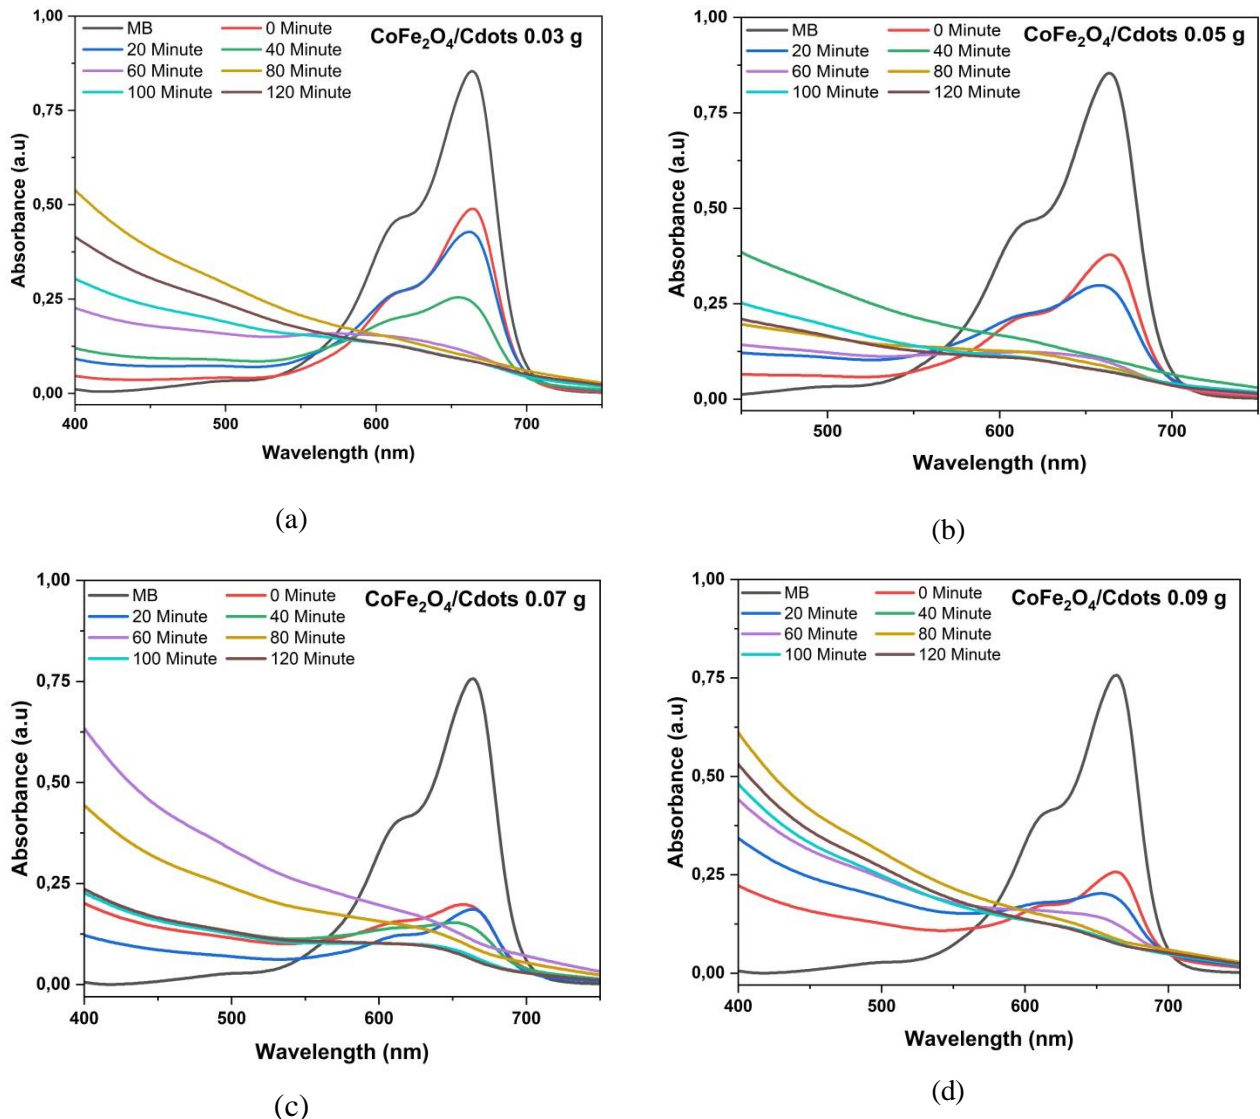 CoFe₂O₄/Cdots 0.03 g
MB
0 Minute
20 Minute
40 Minute
60 Minute
80 Minute
100 Minute
120 Minute
Absorbance (a.u)
1,00
0,75
0,50
0,25
0,00
400
500
600
700
Wavelength (nm)
(a)
CoFe₂O₄/Cdots 0.05 g
MB
0 Minute
20 Minute
40 Minute
60 Minute
80 Minute
100 Minute
120 Minute
Absorbance (a.u)
1,00
0,75
0,50
0,25
0,00
500
600
700
Wavelength (nm)
(b)
CoFe₂O₄/Cdots 0.07 g
MB
0 Minute
20 Minute
40 Minute
60 Minute
80 Minute
100 Minute
120 Minute
Absorbance (a.u)
1,00
0,75
0,50
0,25
0,00
400
500
600
700
Wavelength (nm)
(c)
CoFe₂O₄/Cdots 0.09 g
MB
0 Minute
20 Minute
40 Minute
60 Minute
80 Minute
100 Minute
120 Minute
Absorbance (a.u)
1,00
0,75
0,50
0,25
0,00
400
500
600
700
Wavelength (nm)
(d)